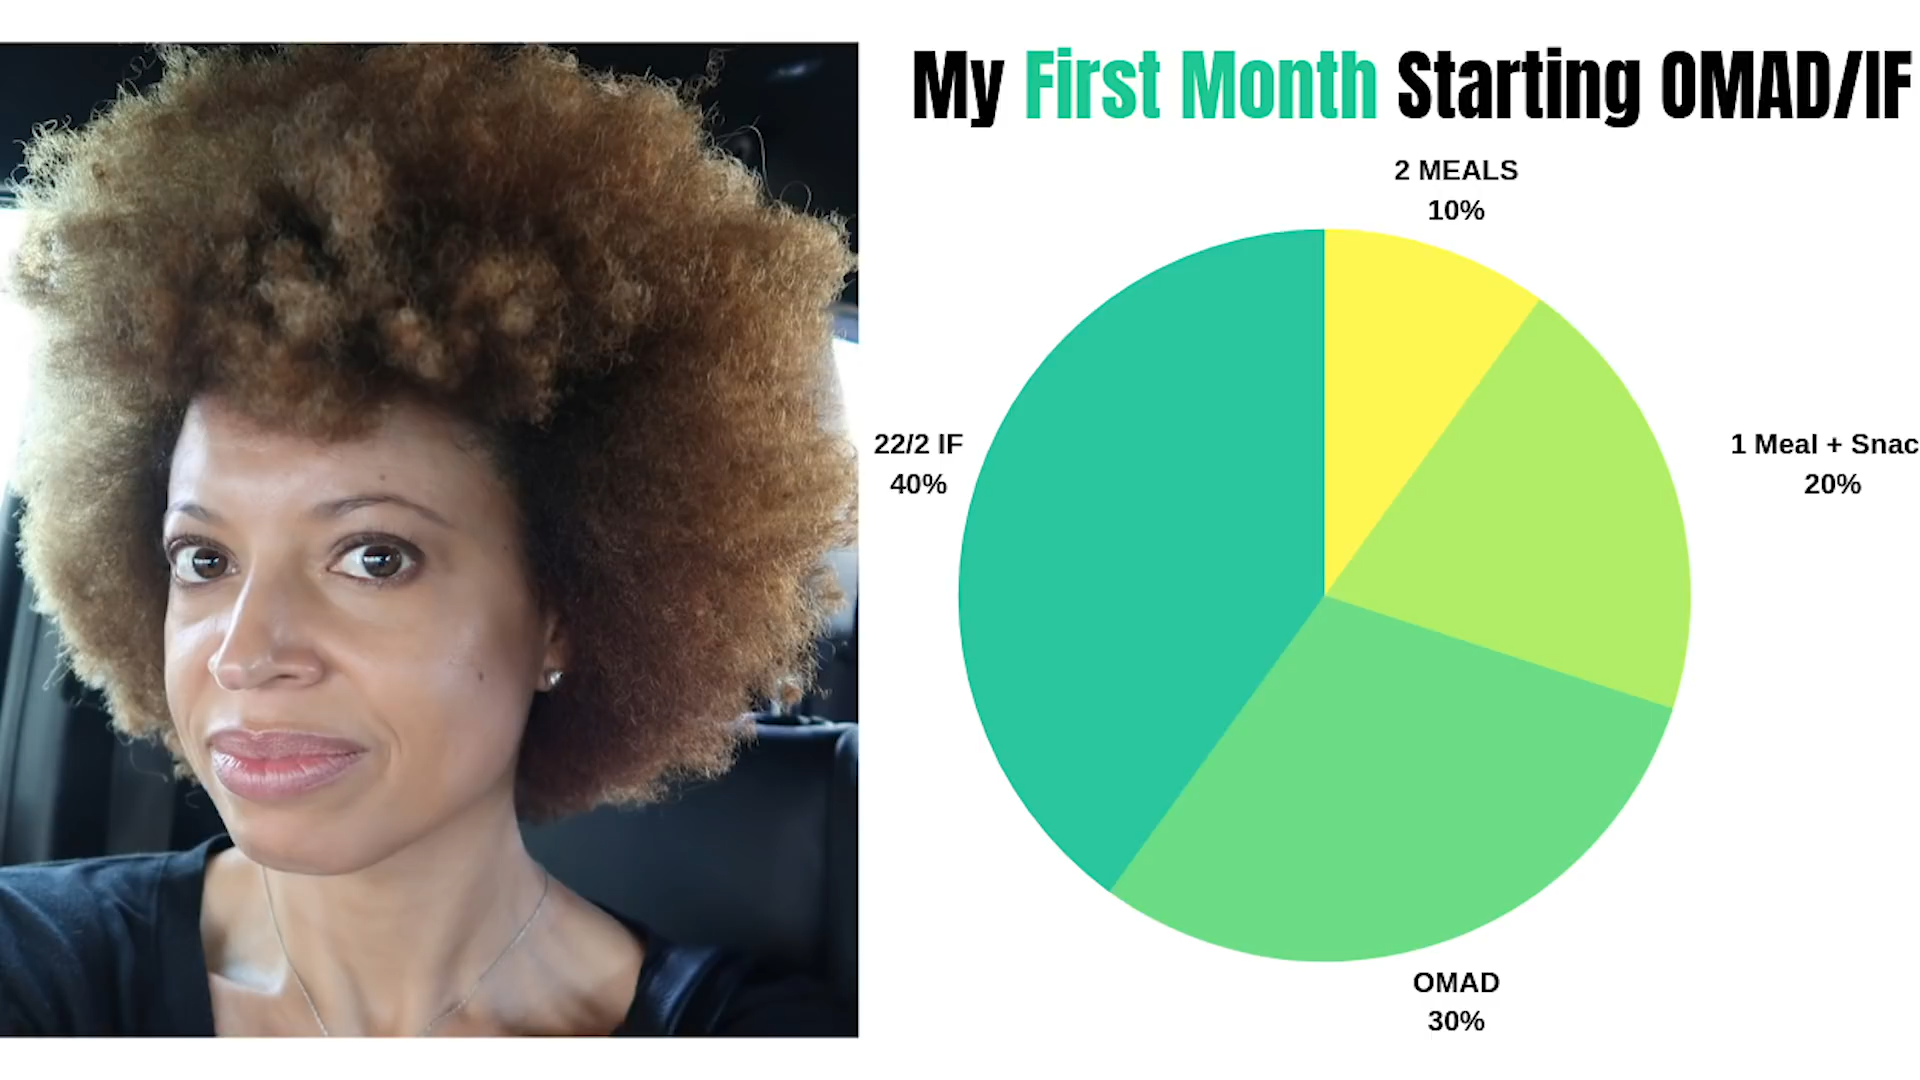 My First Month Starting OMAD/IF
2 MEALS
10%
22/2 IF
40%
1 Meal + Snac
20%
OMAD
30%